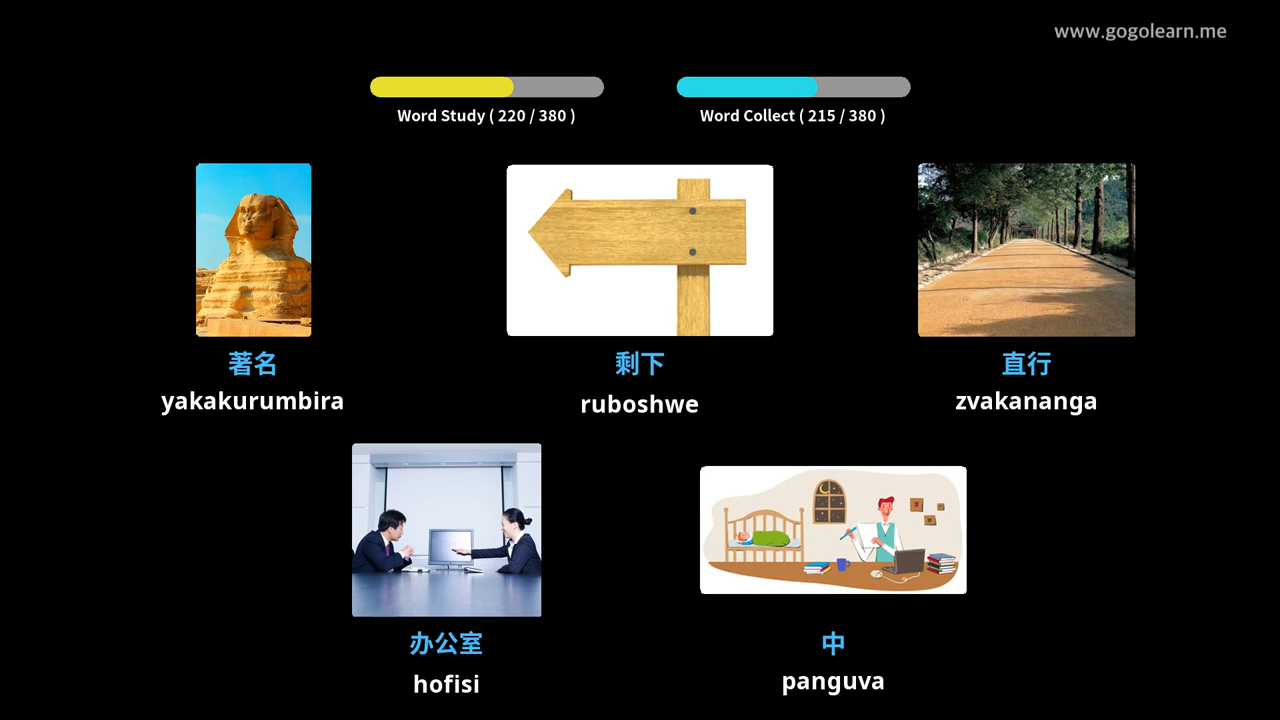 www.gogolearn.me
Word Study ( 220 / 380 )
Word Collect ( 215 / 380 )
著名
yakakurumbira
剩下
ruboshwe
直行
zvakananga
办公室
hofisi
中
panguva